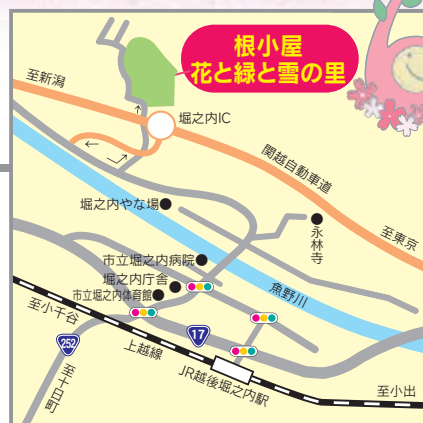 根小屋
花と緑と雪の里
至新潟
堀之内IC
関越自動車道
堀之内やな場
永林寺
至東京
市立堀之内病院
堀之内庁舎
市立堀之内体育館
魚野川
至小千谷
17
252
上越線
JR越後堀之内駅
至十日町
至小出